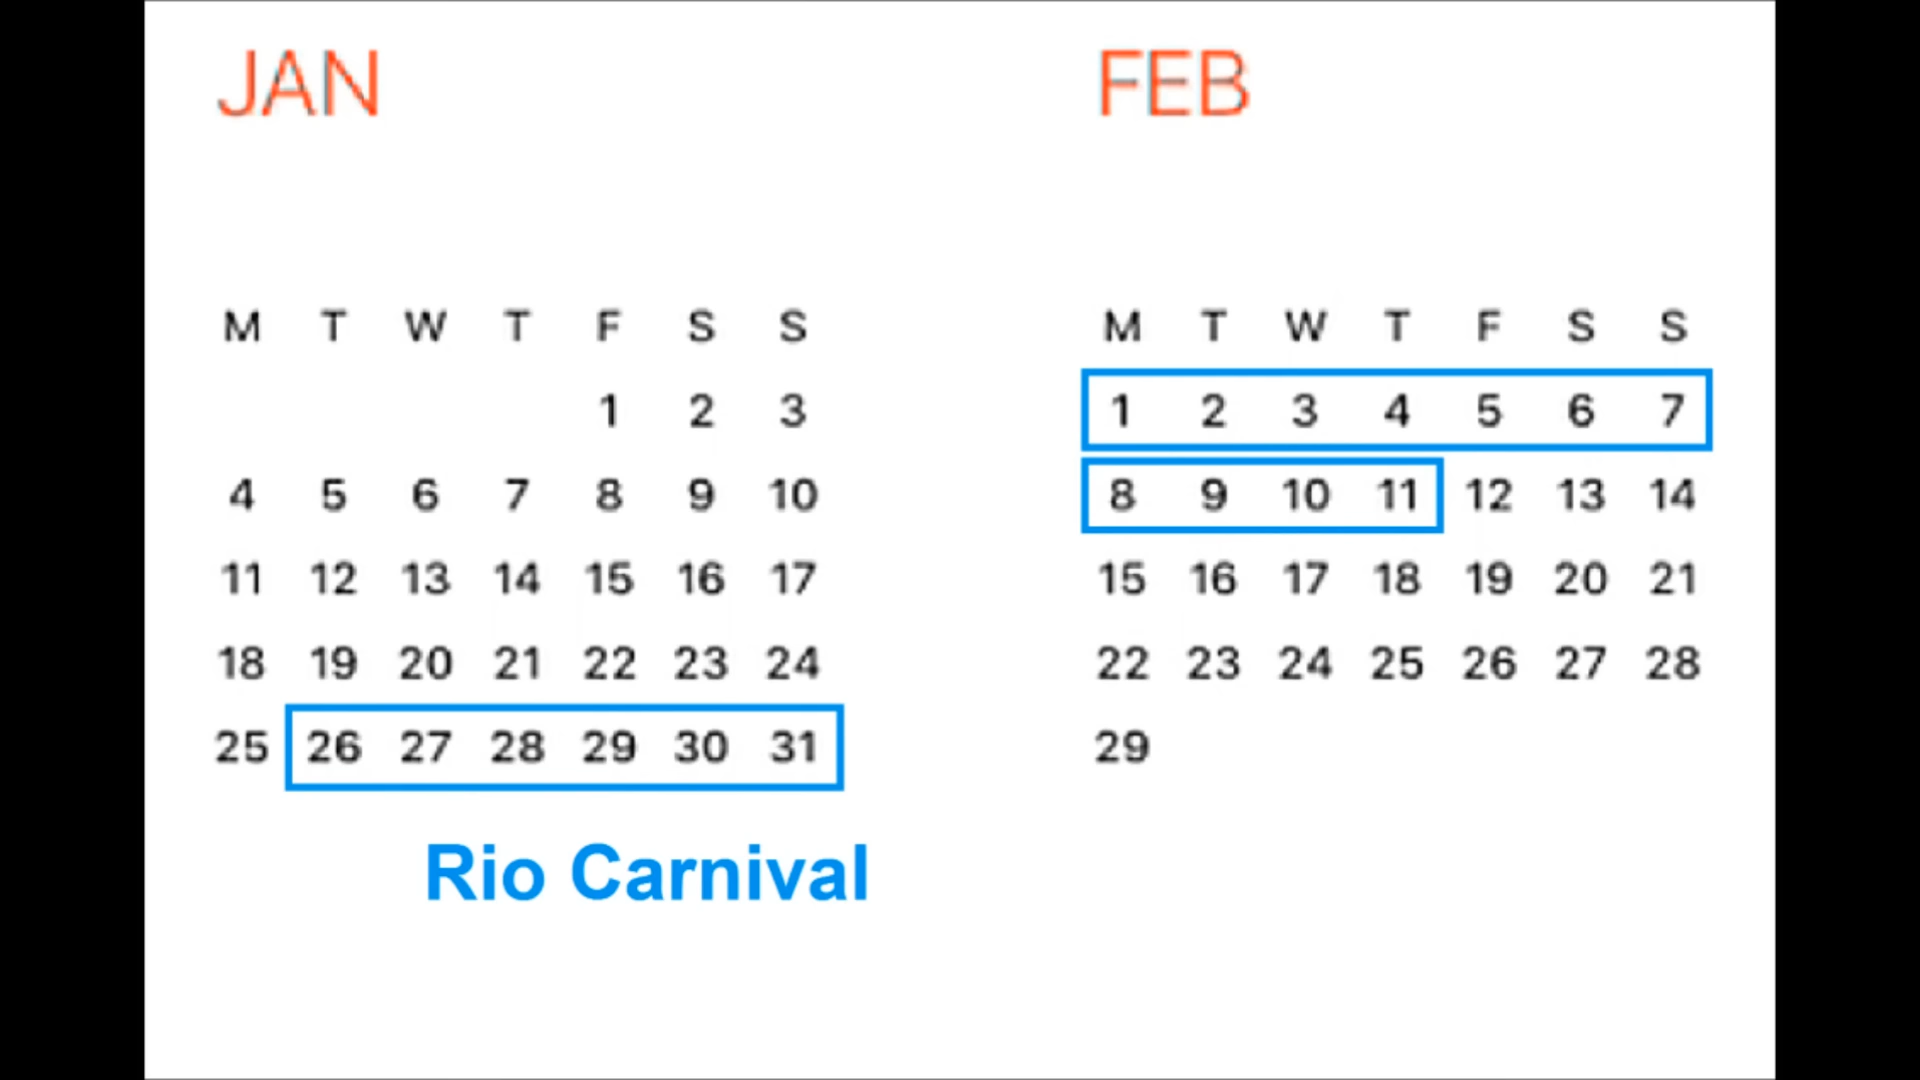 JAN
M T W T F S S
1 2 3
4 5 6 7 8 9 10
11 12 13 14 15 16 17
18 19 20 21 22 23 24
25 26 27 28 29 30 31
Rio Carnival
FEB
M T W T F S S
1 2 3 4 5 6 7
8 9 10 11 12 13 14
15 16 17 18 19 20 21
22 23 24 25 26 27 28
29